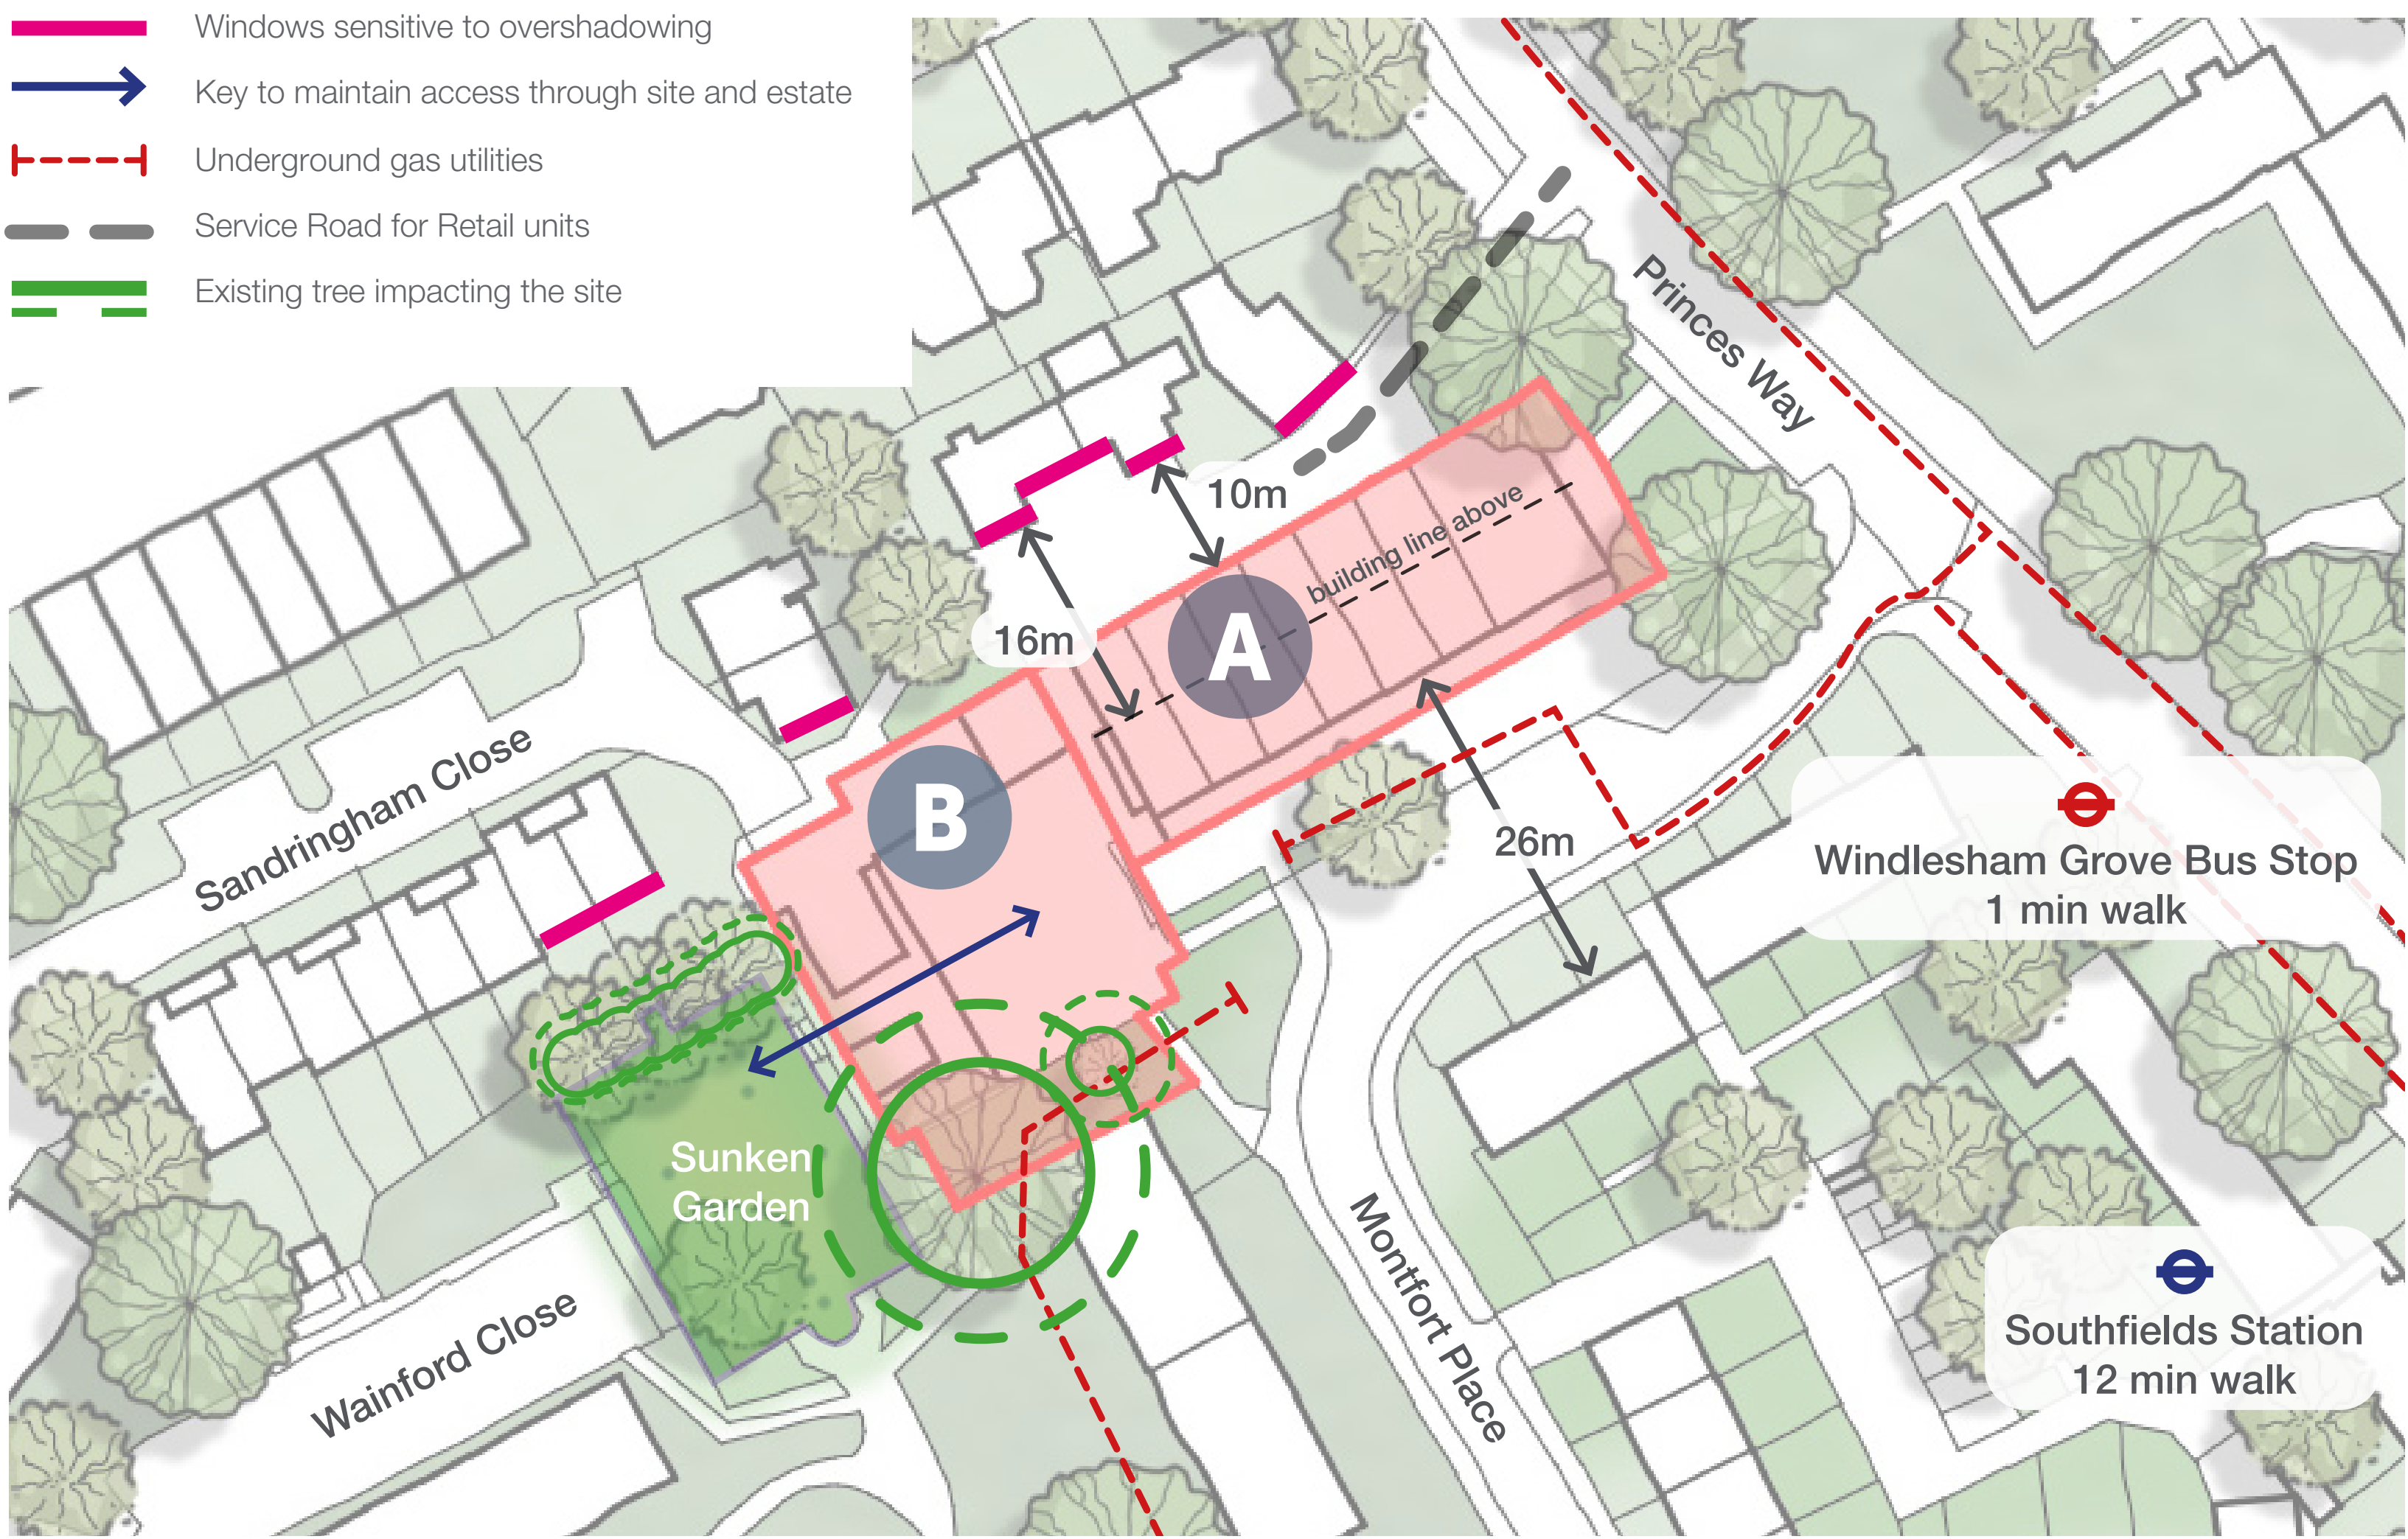 Windows sensitive to overshadowing
Key to maintain access through site and estate
Underground gas utilities
Service Road for Retail units
Existing tree impacting the site
Princes Way
10m
building line above
16m
A
Sandringham Close
B
26m
Windlesham Grove Bus Stop
1 min walk
Sunken
Garden
Montfort Place
Wainford Close
Southfields Station
12 min walk